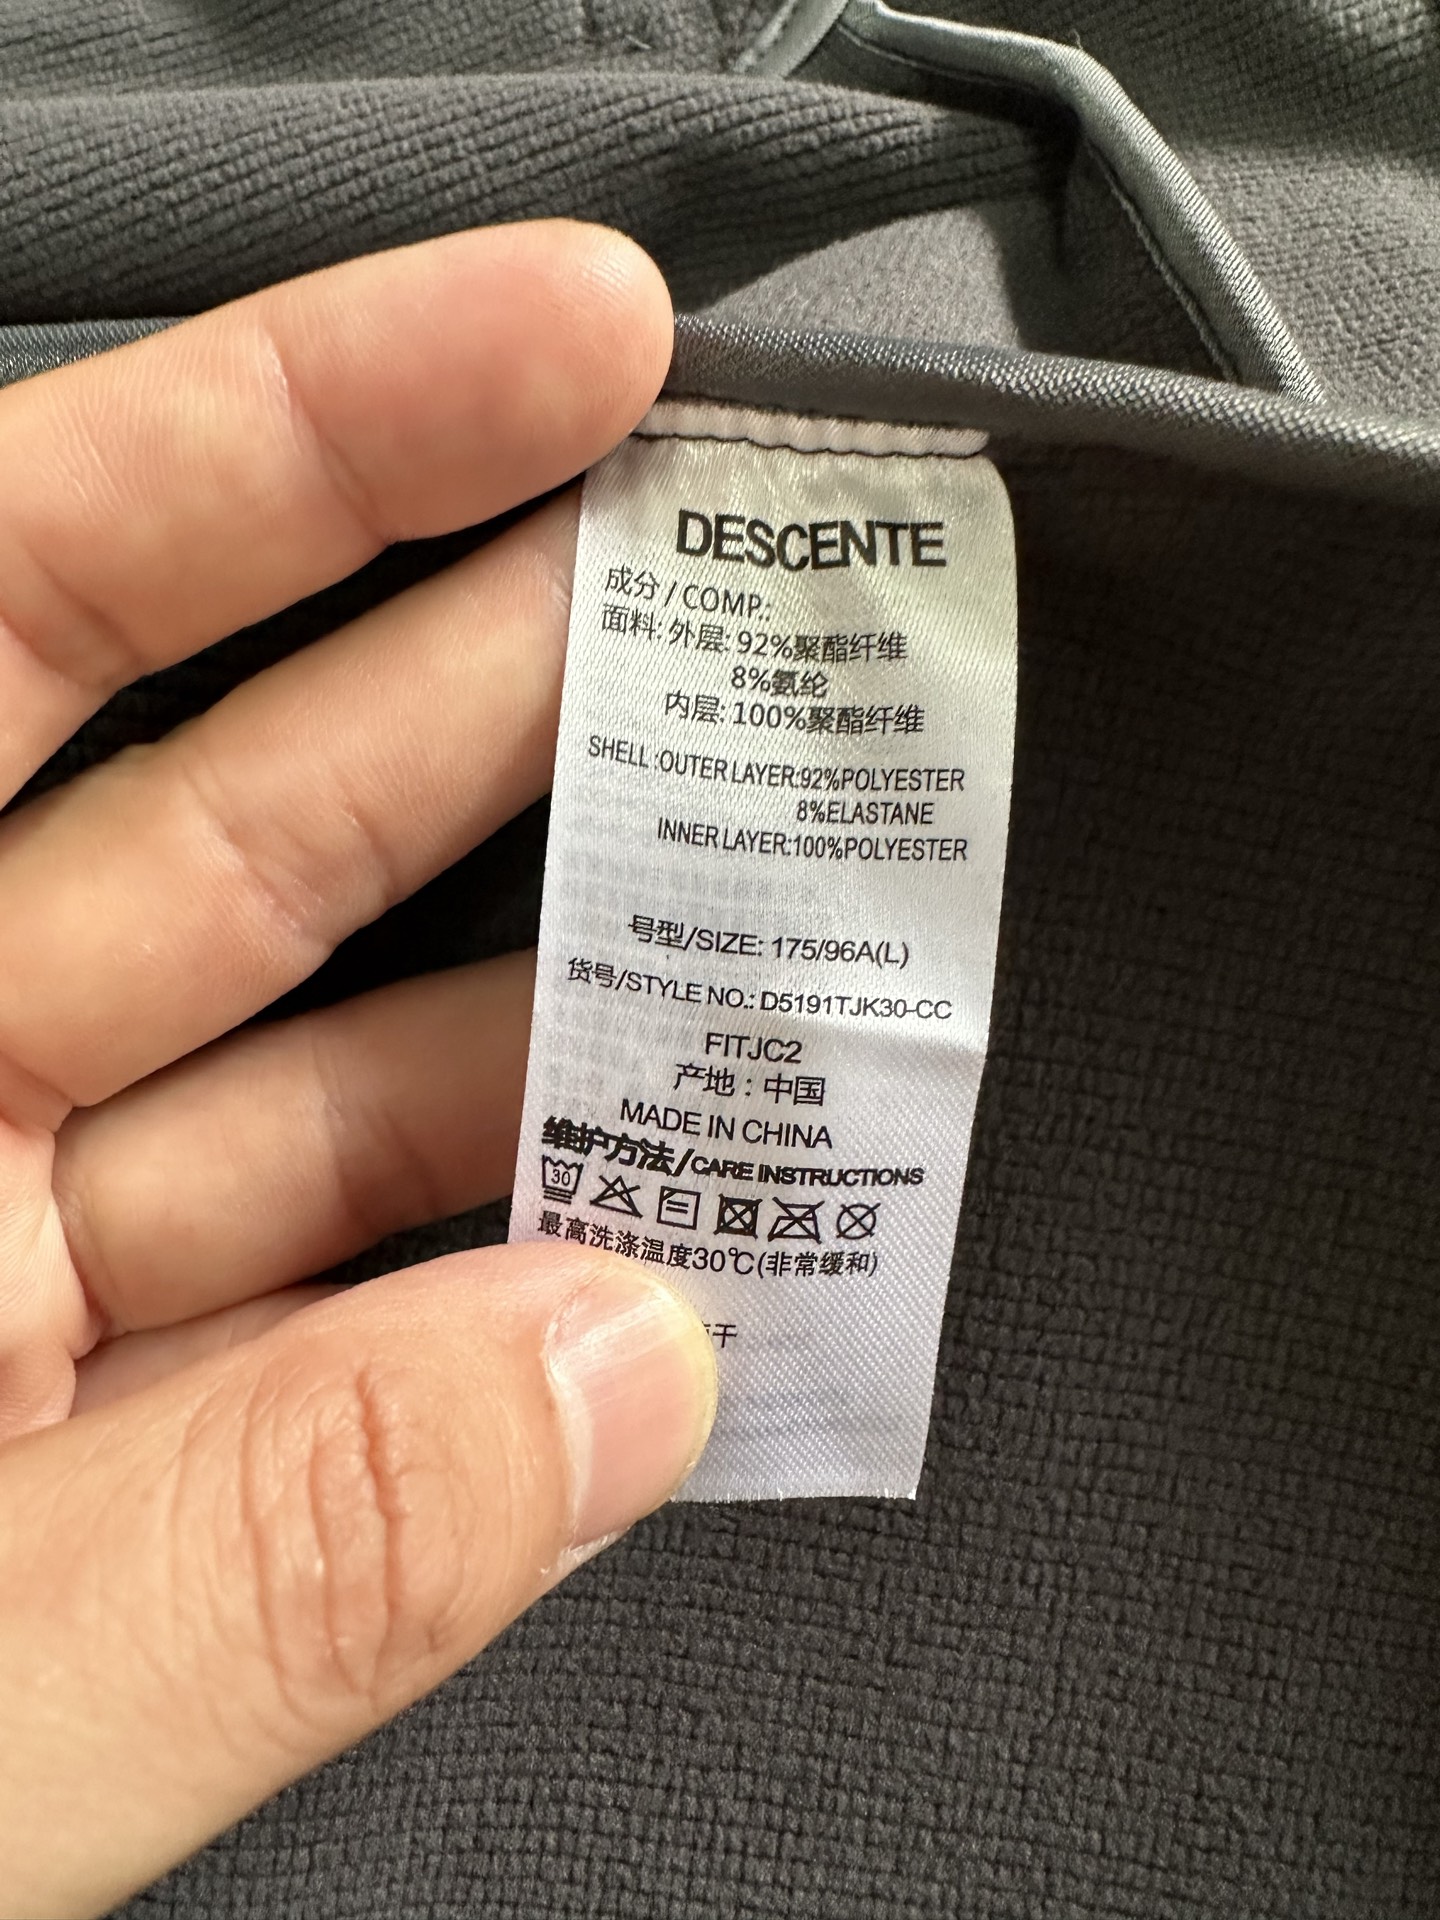 DESCENTE
成分/COMP.:
面料: 外层: 92%聚酯纤维
8%氨纶
内层: 100%聚酯纤维
SHELL :OUTER LAYER:92%POLYESTER
8%ELASTANE
INNER LAYER:100%POLYESTER
号型/SIZE: 175/96A(L)
货号/STYLE NO.: D5191TJK30-CC
FITJC2
产地 : 中国
MADE IN CHINA
维护方法/CARE INSTRUCTIONS
30
最高洗涤温度30℃(非常缓和)
干